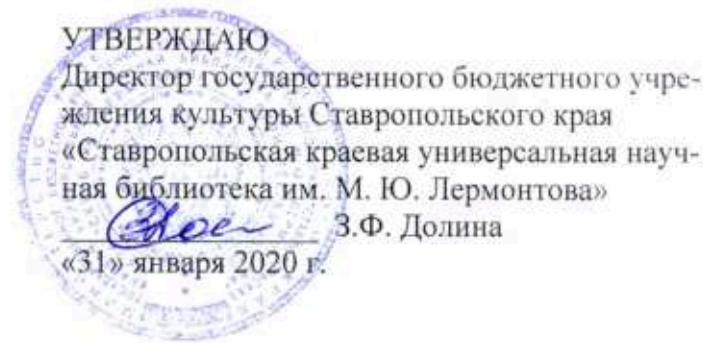 УТВЕРЖДАЮ
Директор государственного бюджетного учре-
ждения культуры Ставропольского края
«Ставропольская краевая универсальная науч-
ная библиотека им. М. Ю. Лермонтова»
З.Ф. Долина
«31» января 2020 г.